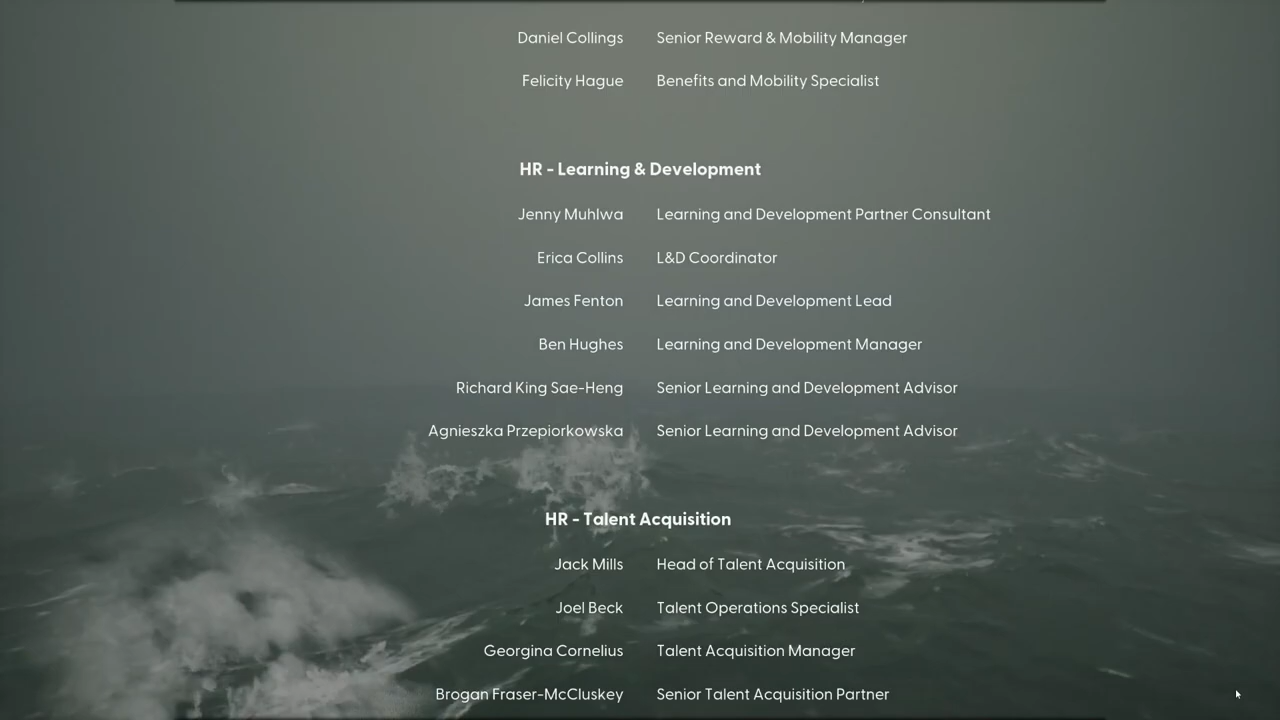 Daniel Collings Senior Reward & Mobility Manager
Felicity Hague Benefits and Mobility Specialist
HR - Learning & Development
Jenny Muhlwa Learning and Development Partner Consultant
Erica Collins L&D Coordinator
James Fenton Learning and Development Lead
Ben Hughes Learning and Development Manager
Richard King Sae-Heng Senior Learning and Development Advisor
Agnieszka Przepiorkowska Senior Learning and Development Advisor
HR - Talent Acquisition
Jack Mills Head of Talent Acquisition
Joel Beck Talent Operations Specialist
Georgina Cornelius Talent Acquisition Manager
Brogan Fraser-McCluskey Senior Talent Acquisition Partner